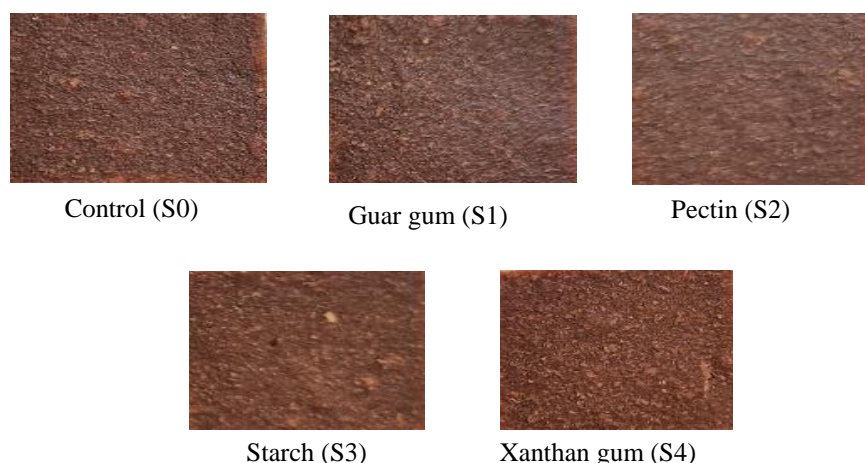 Control (S0)
Guar gum (S1)
Pectin (S2)
Starch (S3)
Xanthan gum (S4)